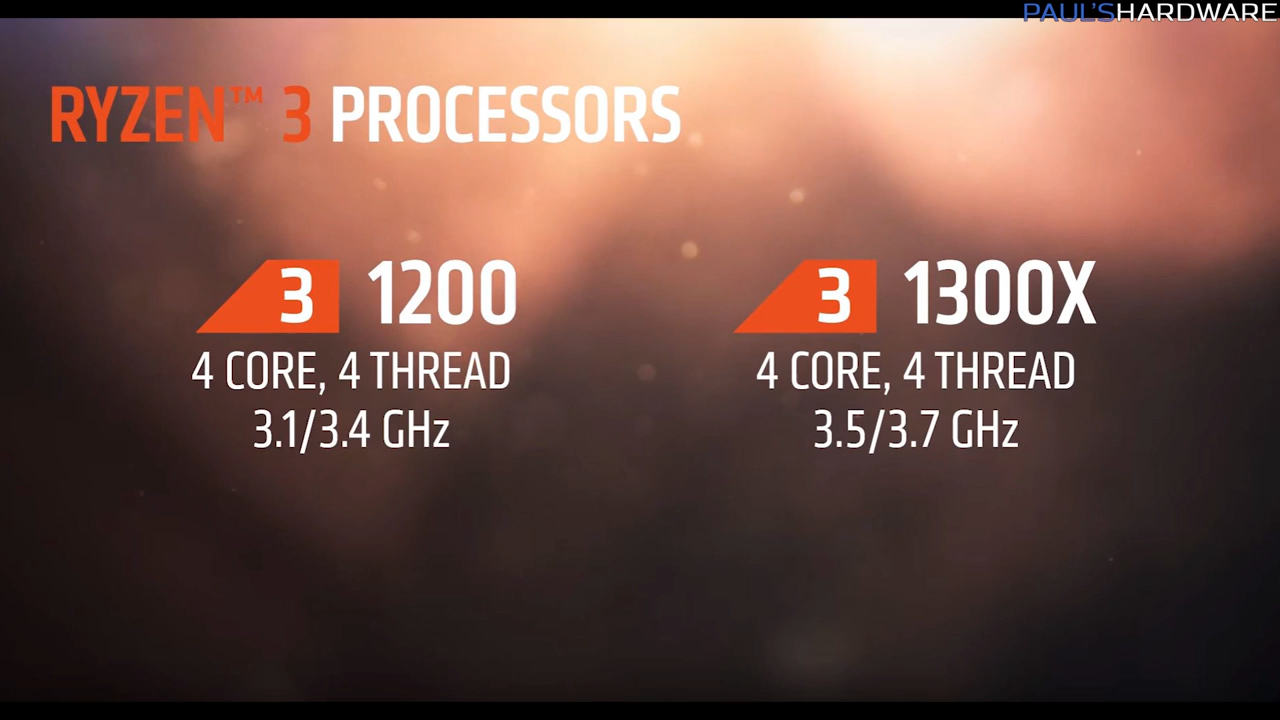 PAUL'SHARDWARE
RYZEN™ 3 PROCESSORS
3 1200
4 CORE, 4 THREAD
3.1/3.4 GHz
3 1300X
4 CORE, 4 THREAD
3.5/3.7 GHz